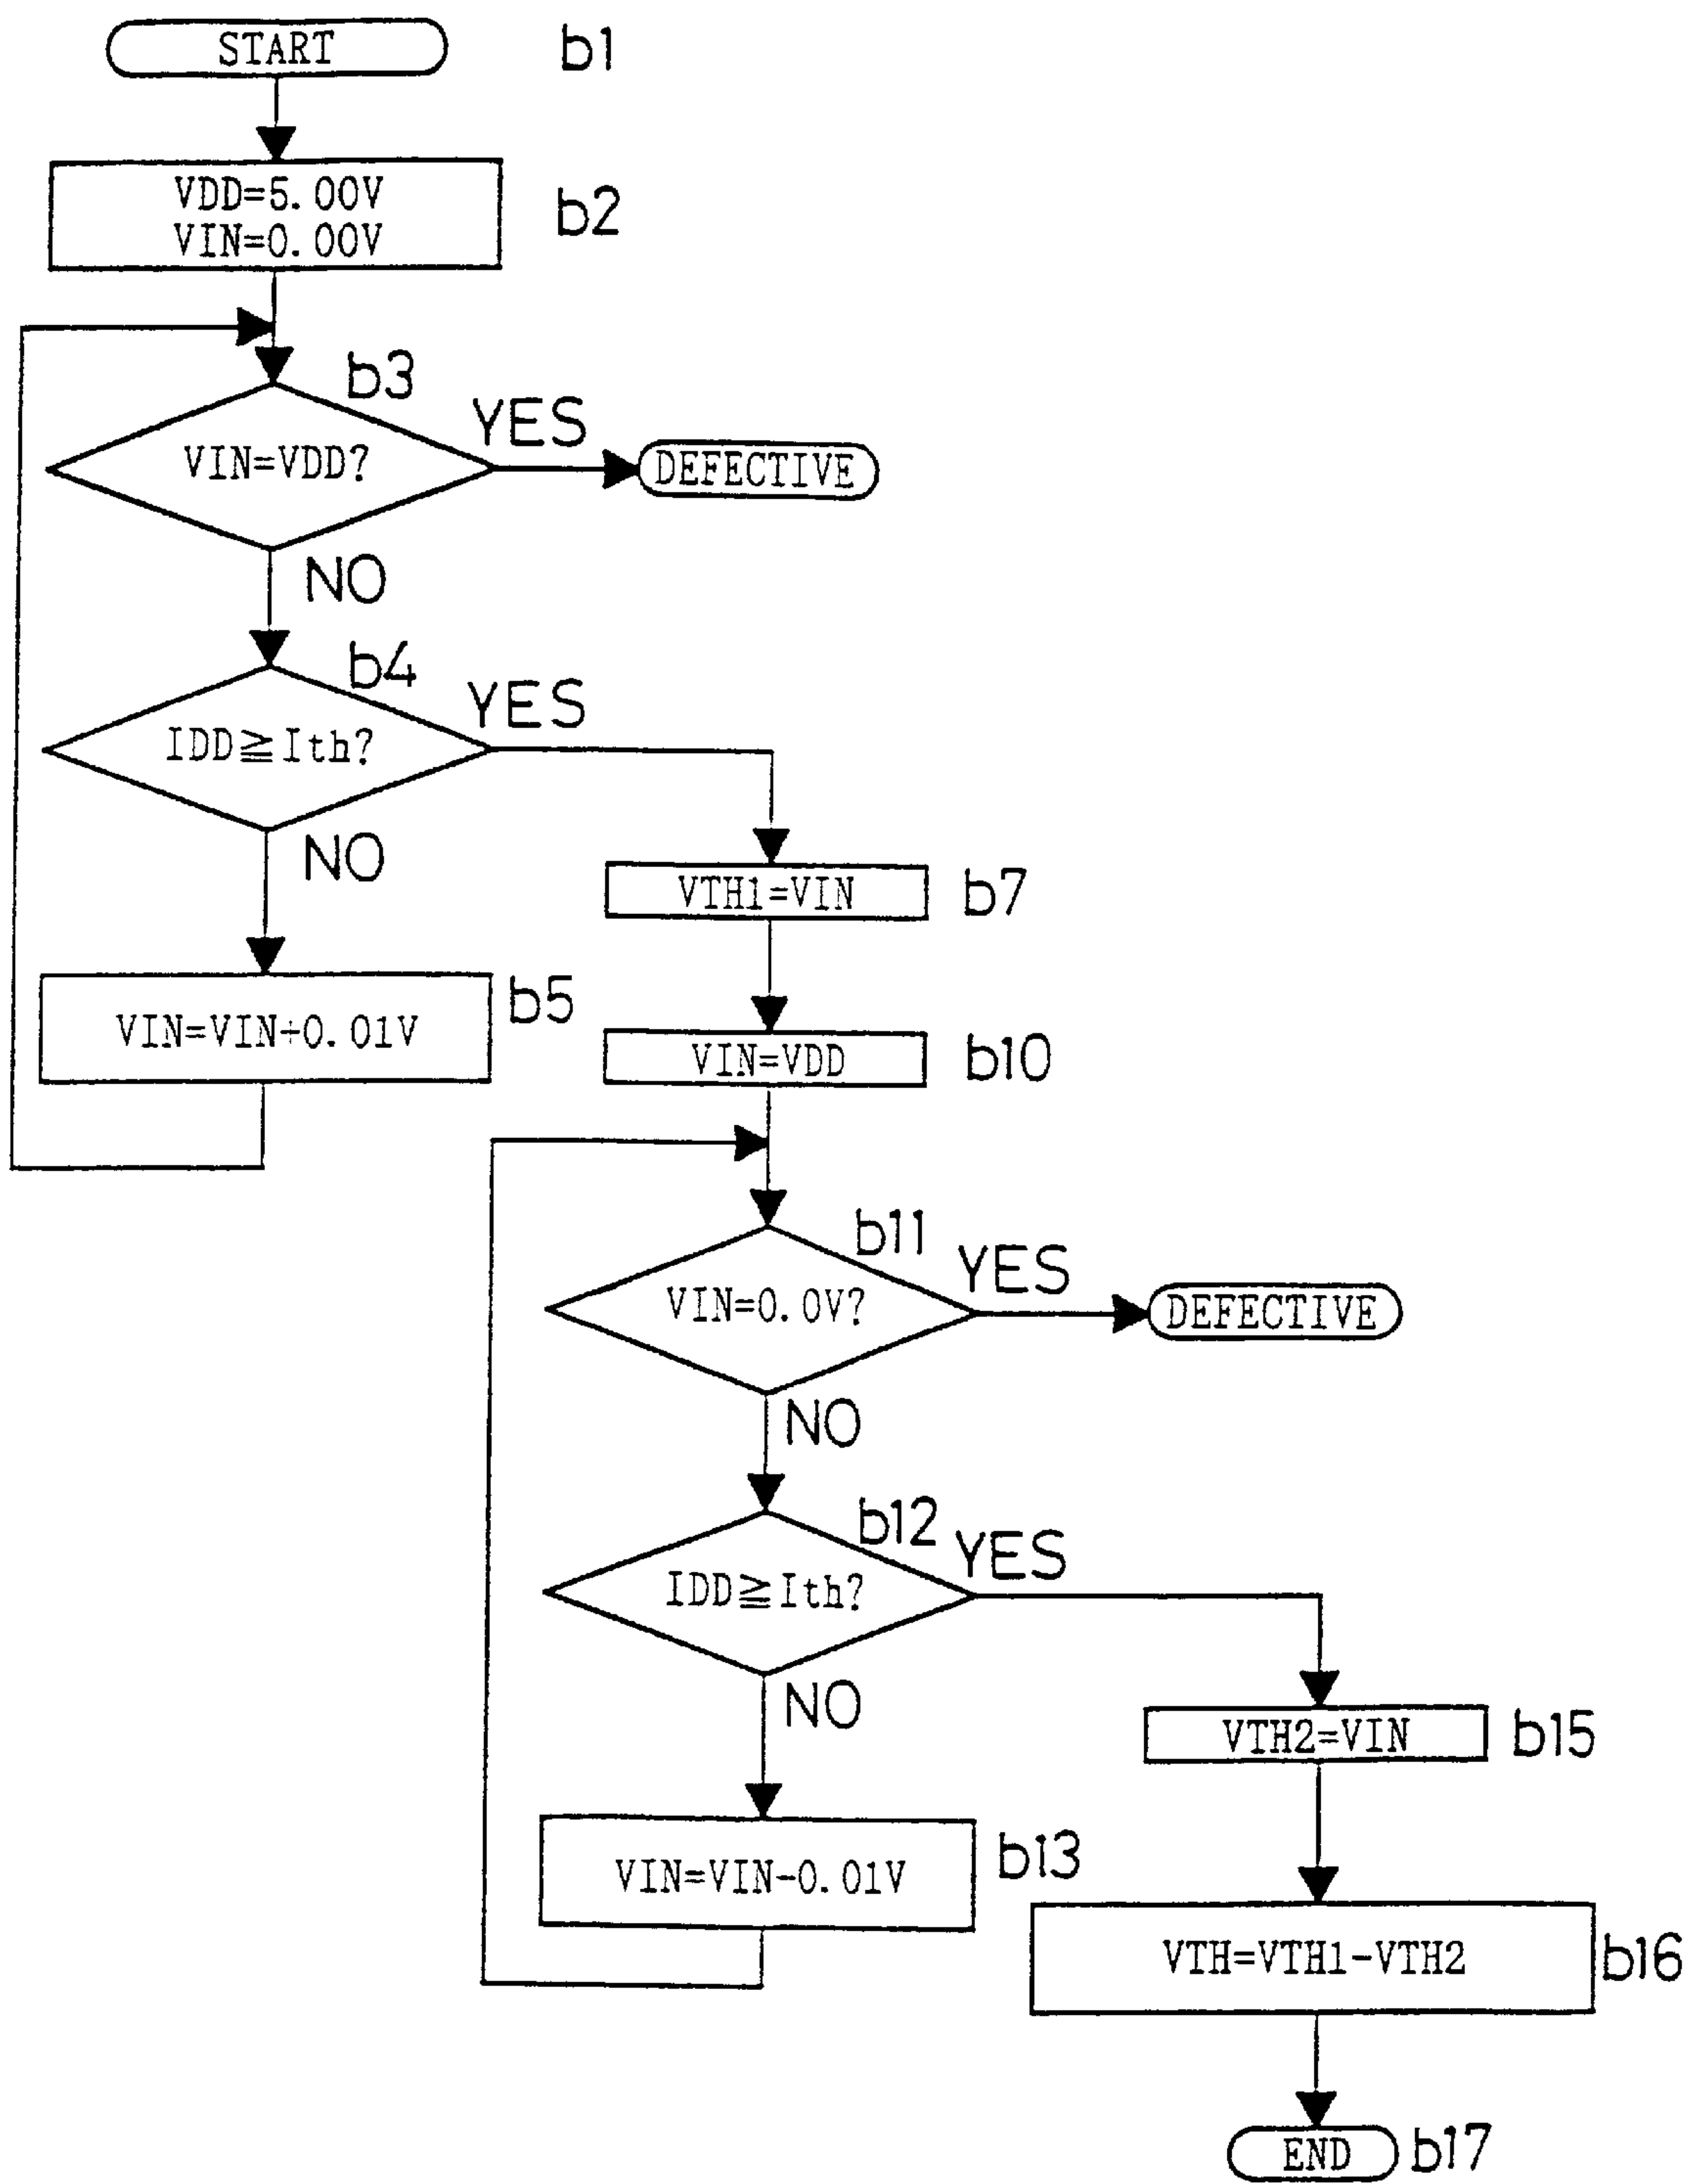 START
b1
VDD=5.00V
VIN=0.00V
b2
b3
VIN=VDD?
YES
DEFECTIVE
NO
b4
IDD≧Ith?
YES
NO
VTH1=VIN
b7
VIN=VIN+0.01V
b5
VIN=VDD
b10
b11
VIN=0.0V?
YES
DEFECTIVE
NO
b12
IDD≧Ith?
YES
NO
VTH2=VIN
b15
VIN=VIN-0.01V
b13
VTH=VTH1-VTH2
b16
END
b17